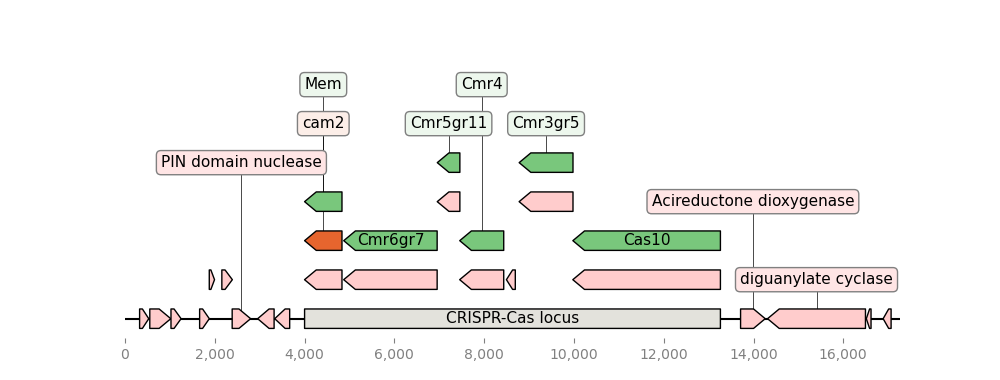 Mem
Cmr4
cam2
Cmr5gr11
Cmr3gr5
PIN domain nuclease
Acireductone dioxygenase
Cmr6gr7
Cas10
diguanylate cyclase
CRISPR-Cas locus
0
2,000
4,000
6,000
8,000
10,000
12,000
14,000
16,000